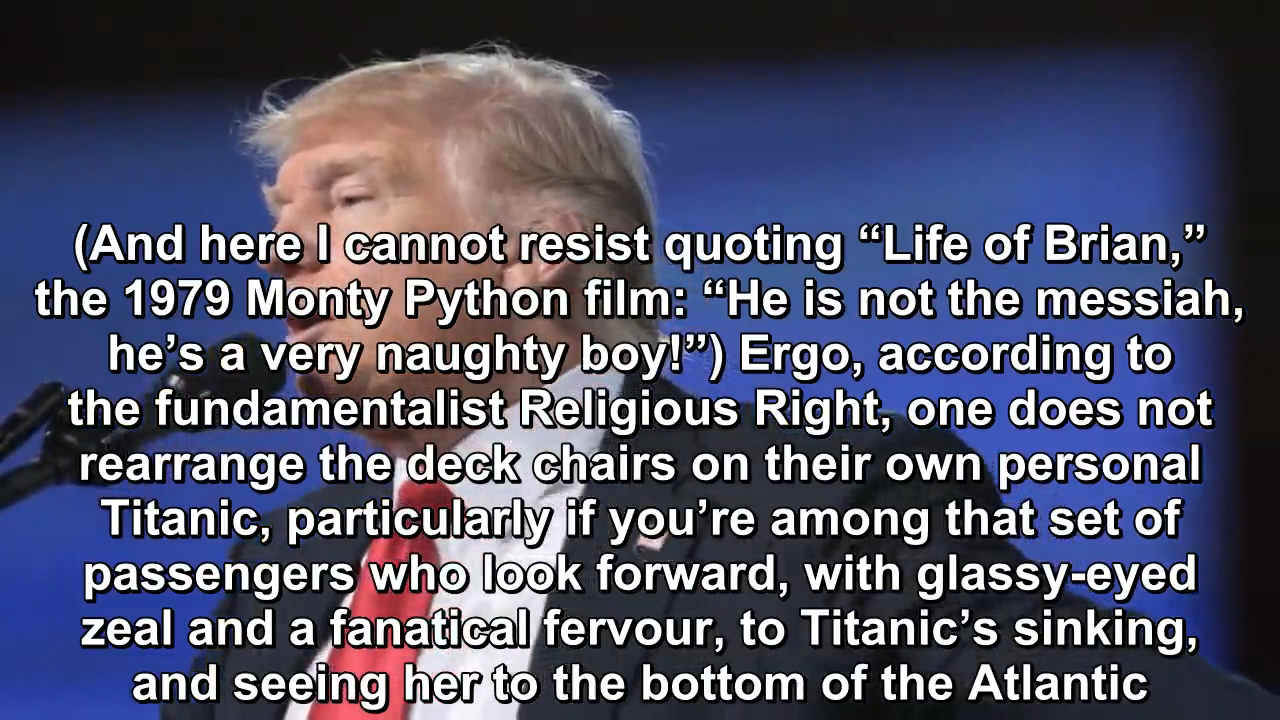 (And here I cannot resist quoting “Life of Brian,”
the 1979 Monty Python film: “He is not the messiah,
he’s a very naughty boy!”) Ergo, according to
the fundamentalist Religious Right, one does not
rearrange the deck chairs on their own personal
Titanic, particularly if you’re among that set of
passengers who look forward, with glassy-eyed
zeal and a fanatical fervour, to Titanic’s sinking,
and seeing her to the bottom of the Atlantic